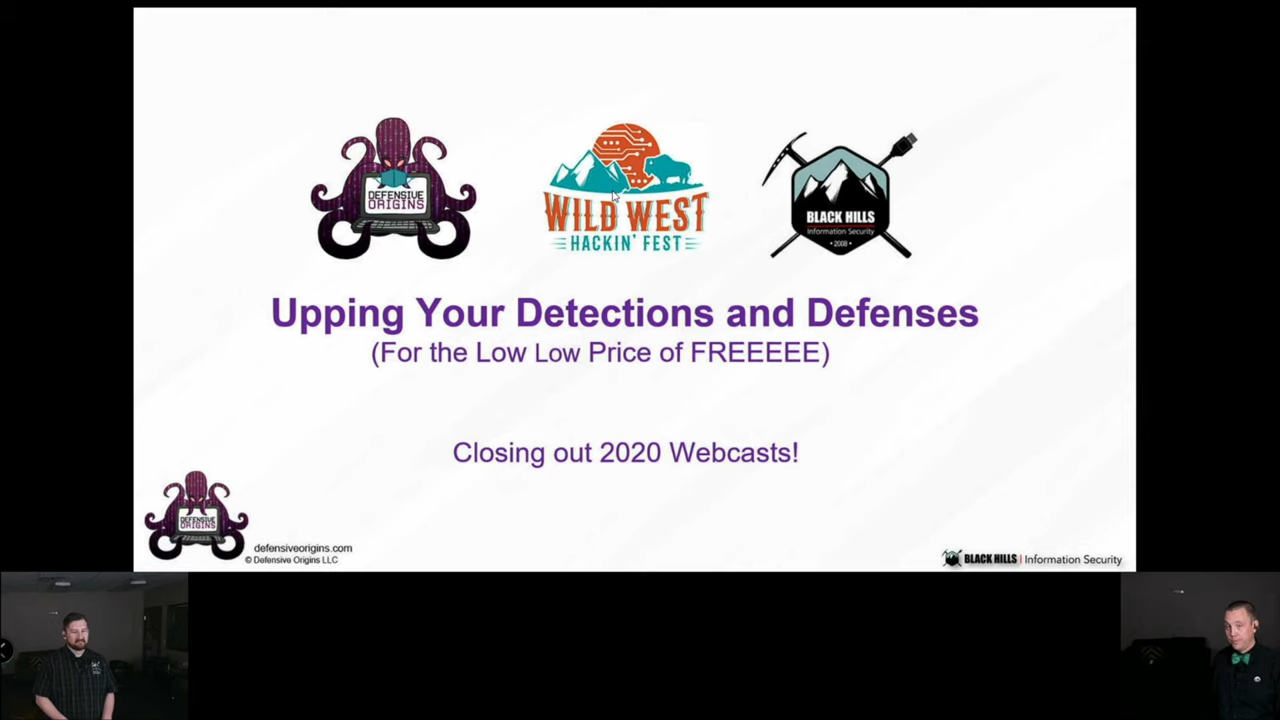 DEFENSIVE
ORIGINS
WILD WEST
HACKIN' FEST
BLACK HILLS
Information Security
• 2008 •
Upping Your Detections and Defenses
(For the Low Low Price of FREEEEE)
Closing out 2020 Webcasts!
DEFENSIVE
ORIGINS
defensiveorigins.com
© Defensive Origins LLC
BLACK HILLS | Information Security